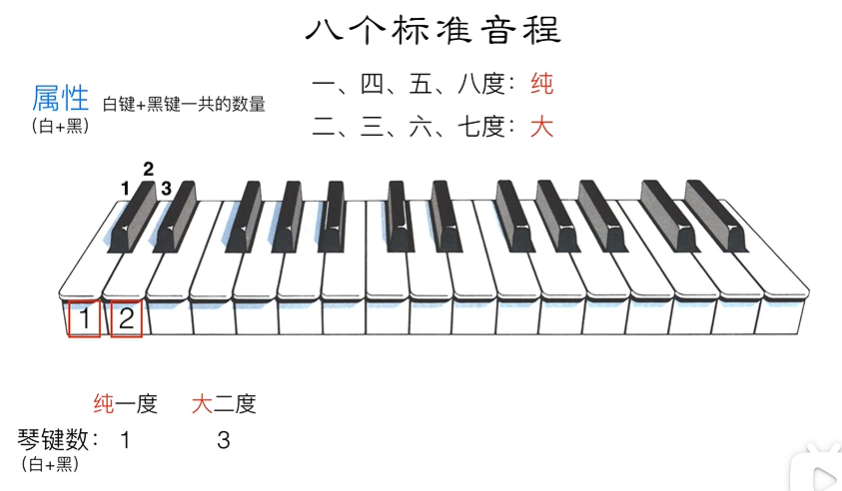 八个标准音程
属性 白键+黑键一共的数量
(白+黑)
一、四、五、八度：纯
二、三、六、七度：大
2
1 3
1 2
纯一度 大二度
琴键数： 1 3
(白+黑)